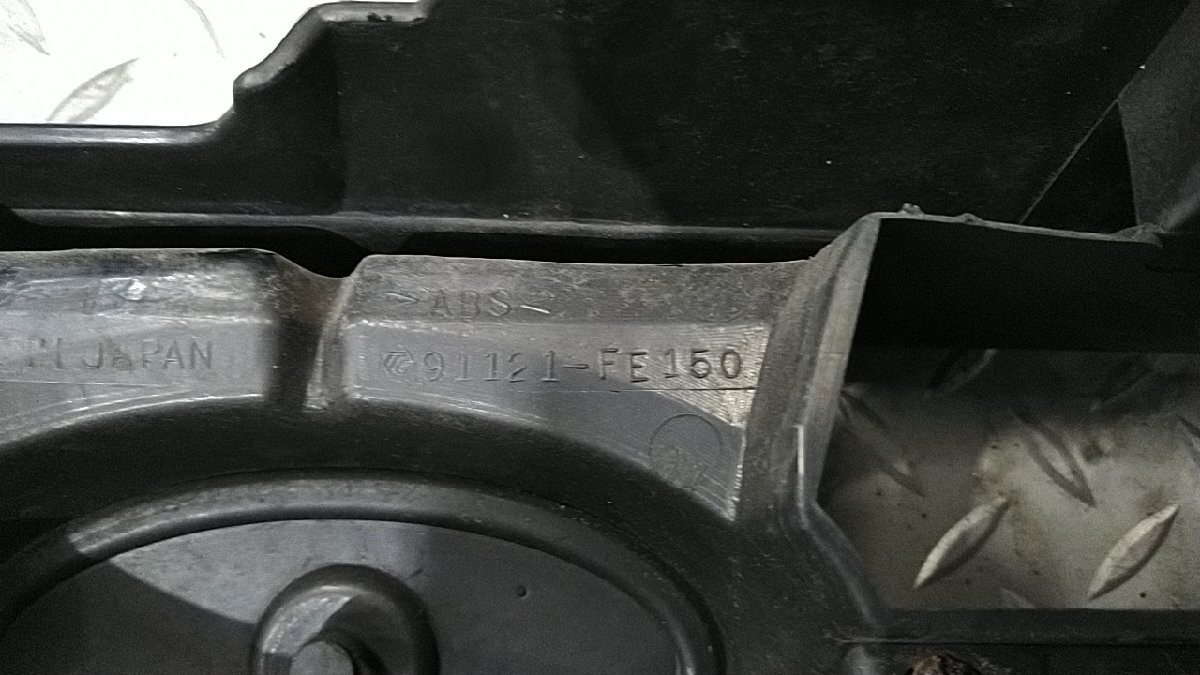 >ABS<
IN JAPAN
91121-FE150